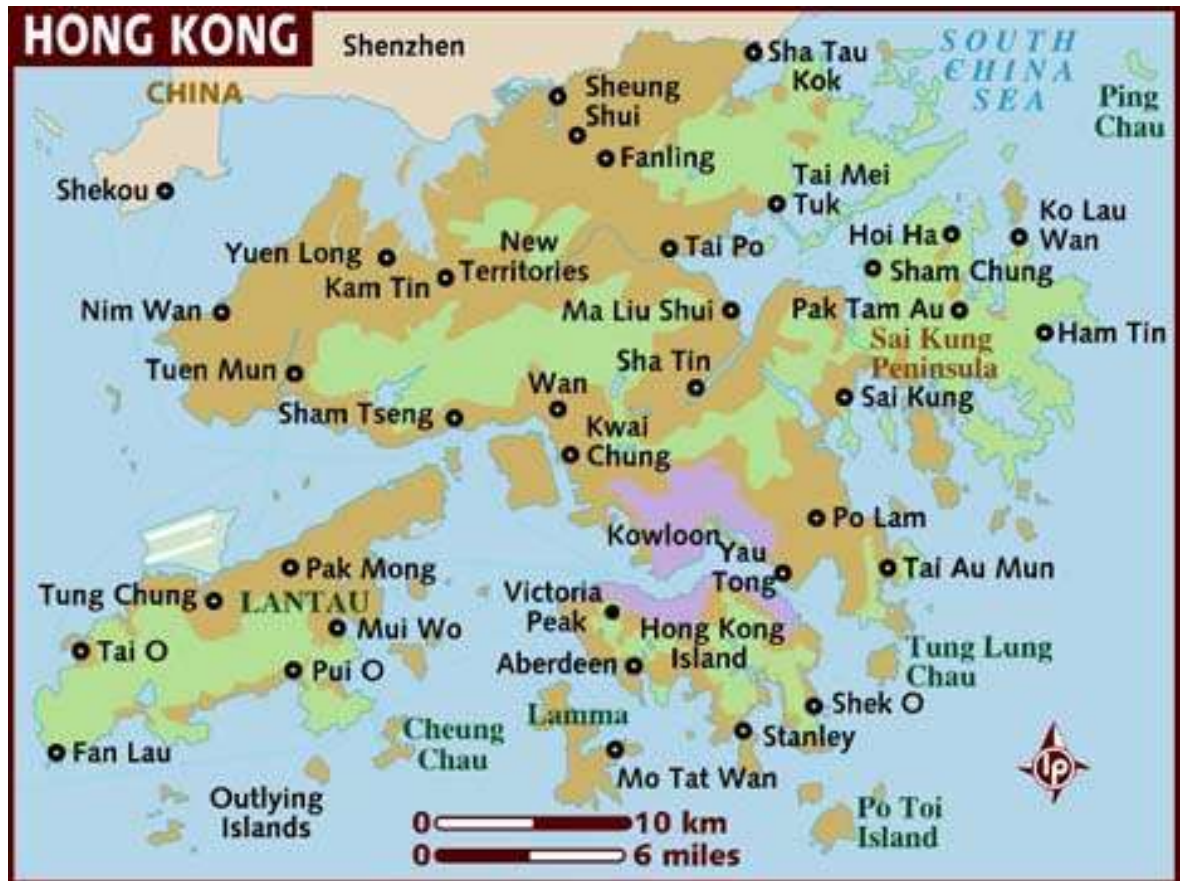 HONG KONG
Shenzhen
CHINA
SOUTH
CHINA
SEA
Sha Tau
Kok
Ping
Chau
Sheung
Shui
Fanling
Shekou
Tai Mei
Tuk
Ko Lau
Wan
Hoi Ha
Yuen Long
New
Territories
Tai Po
Kam Tin
Sham Chung
Nim Wan
Ma Liu Shui
Pak Tam Au
Ham Tin
Sai Kung
Peninsula
Tuen Mun
Sha Tin
Wan
Sai Kung
Sham Tseng
Kwai
Chung
Po Lam
Kowloon
Yau
Tong
Pak Mong
Tai Au Mun
Tung Chung
LANTAU
Victoria
Peak
Mui Wo
Hong Kong
Island
Tai O
Tung Lung
Chau
Pui O
Aberdeen
Shek O
Lamma
Cheung
Chau
Stanley
Fan Lau
Mo Tat Wan
lp
Outlying
Islands
Po Toi
Island
0 10 km
0 6 miles